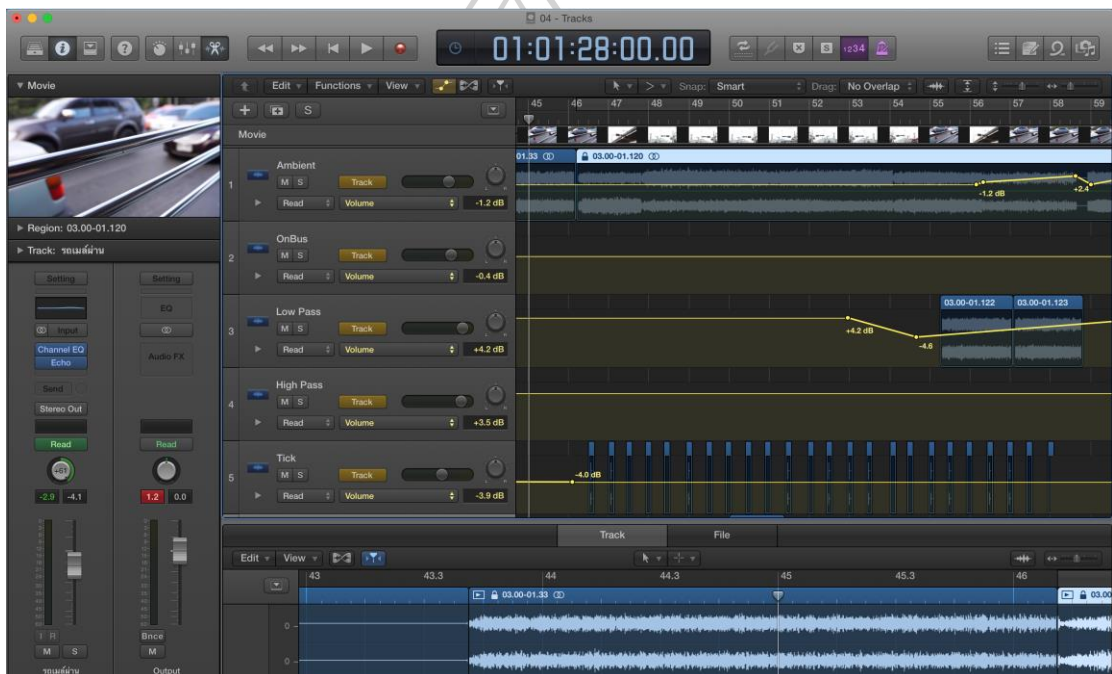 04 - Tracks
01:01:28:00.00
1234
Movie
Edit Functions View Snap: Smart Drag: No Overlap
S
45 46 47 48 49 50 51 52 53 54 55 56 57 58 59
Movie
01.33 03.00-01.120
1 Ambient
M S Track
Read Volume -1.2 dB
-1.2 dB +2.4
Region: 03.00-01.120
Track: รถเมล์ผ่าน
2 OnBus
M S Track
Read Volume -0.4 dB
Setting Setting
EQ
Input
Channel EQ
Echo
Audio FX
Send
Stereo Out
Read Read
+61
-2.9 -4.1 1.2 0.0
3 Low Pass
M S Track
Read Volume +4.2 dB
03.00-01.122 03.00-01.123
+4.2 dB
-4.6
4 High Pass
M S Track
Read Volume +3.5 dB
5 Tick
M S Track
Read Volume -3.9 dB
-4.0 dB
Track File
Edit View
43 43.3 44 44.3 45 45.3 46
03.00-01.33 03.00
0
0
I R Bnce
M S M
รถเมล์ผ่าน Output